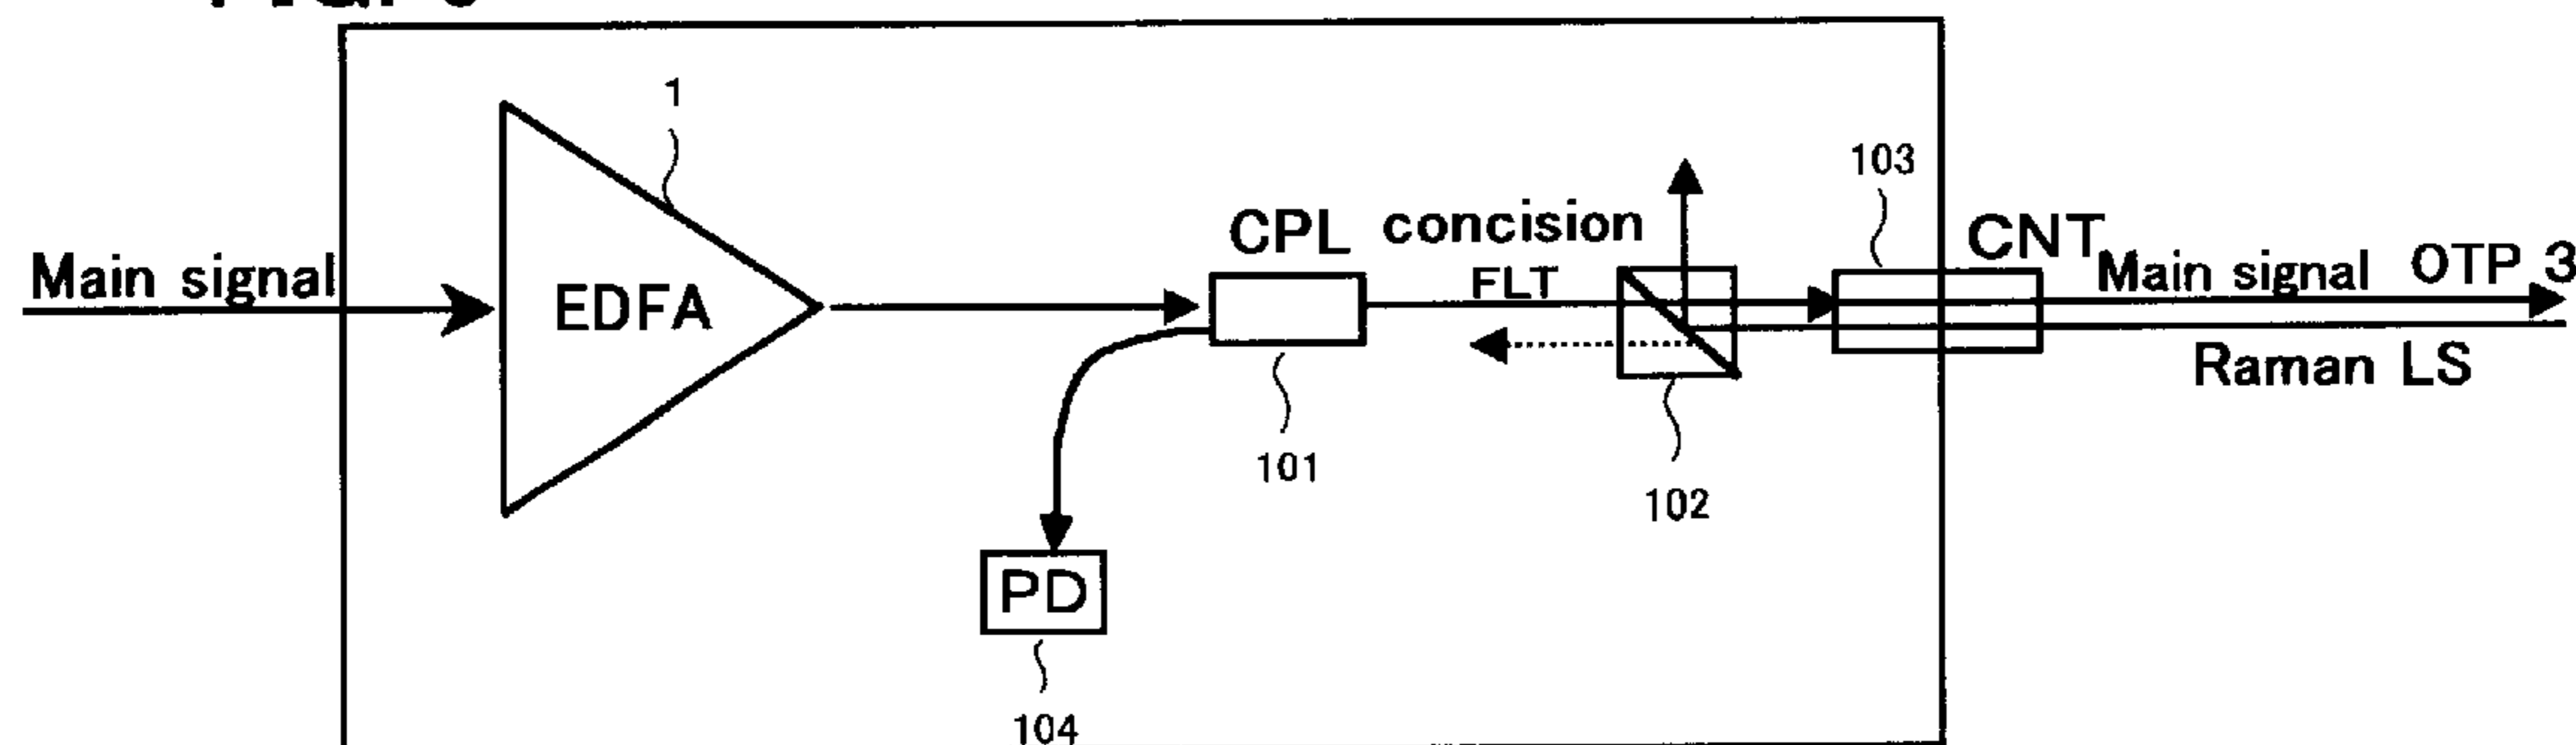 1
103
CPL concision
CNT
Main signal
Main signal
OTP 3
FLT
EDFA
Raman LS
101
102
PD
104